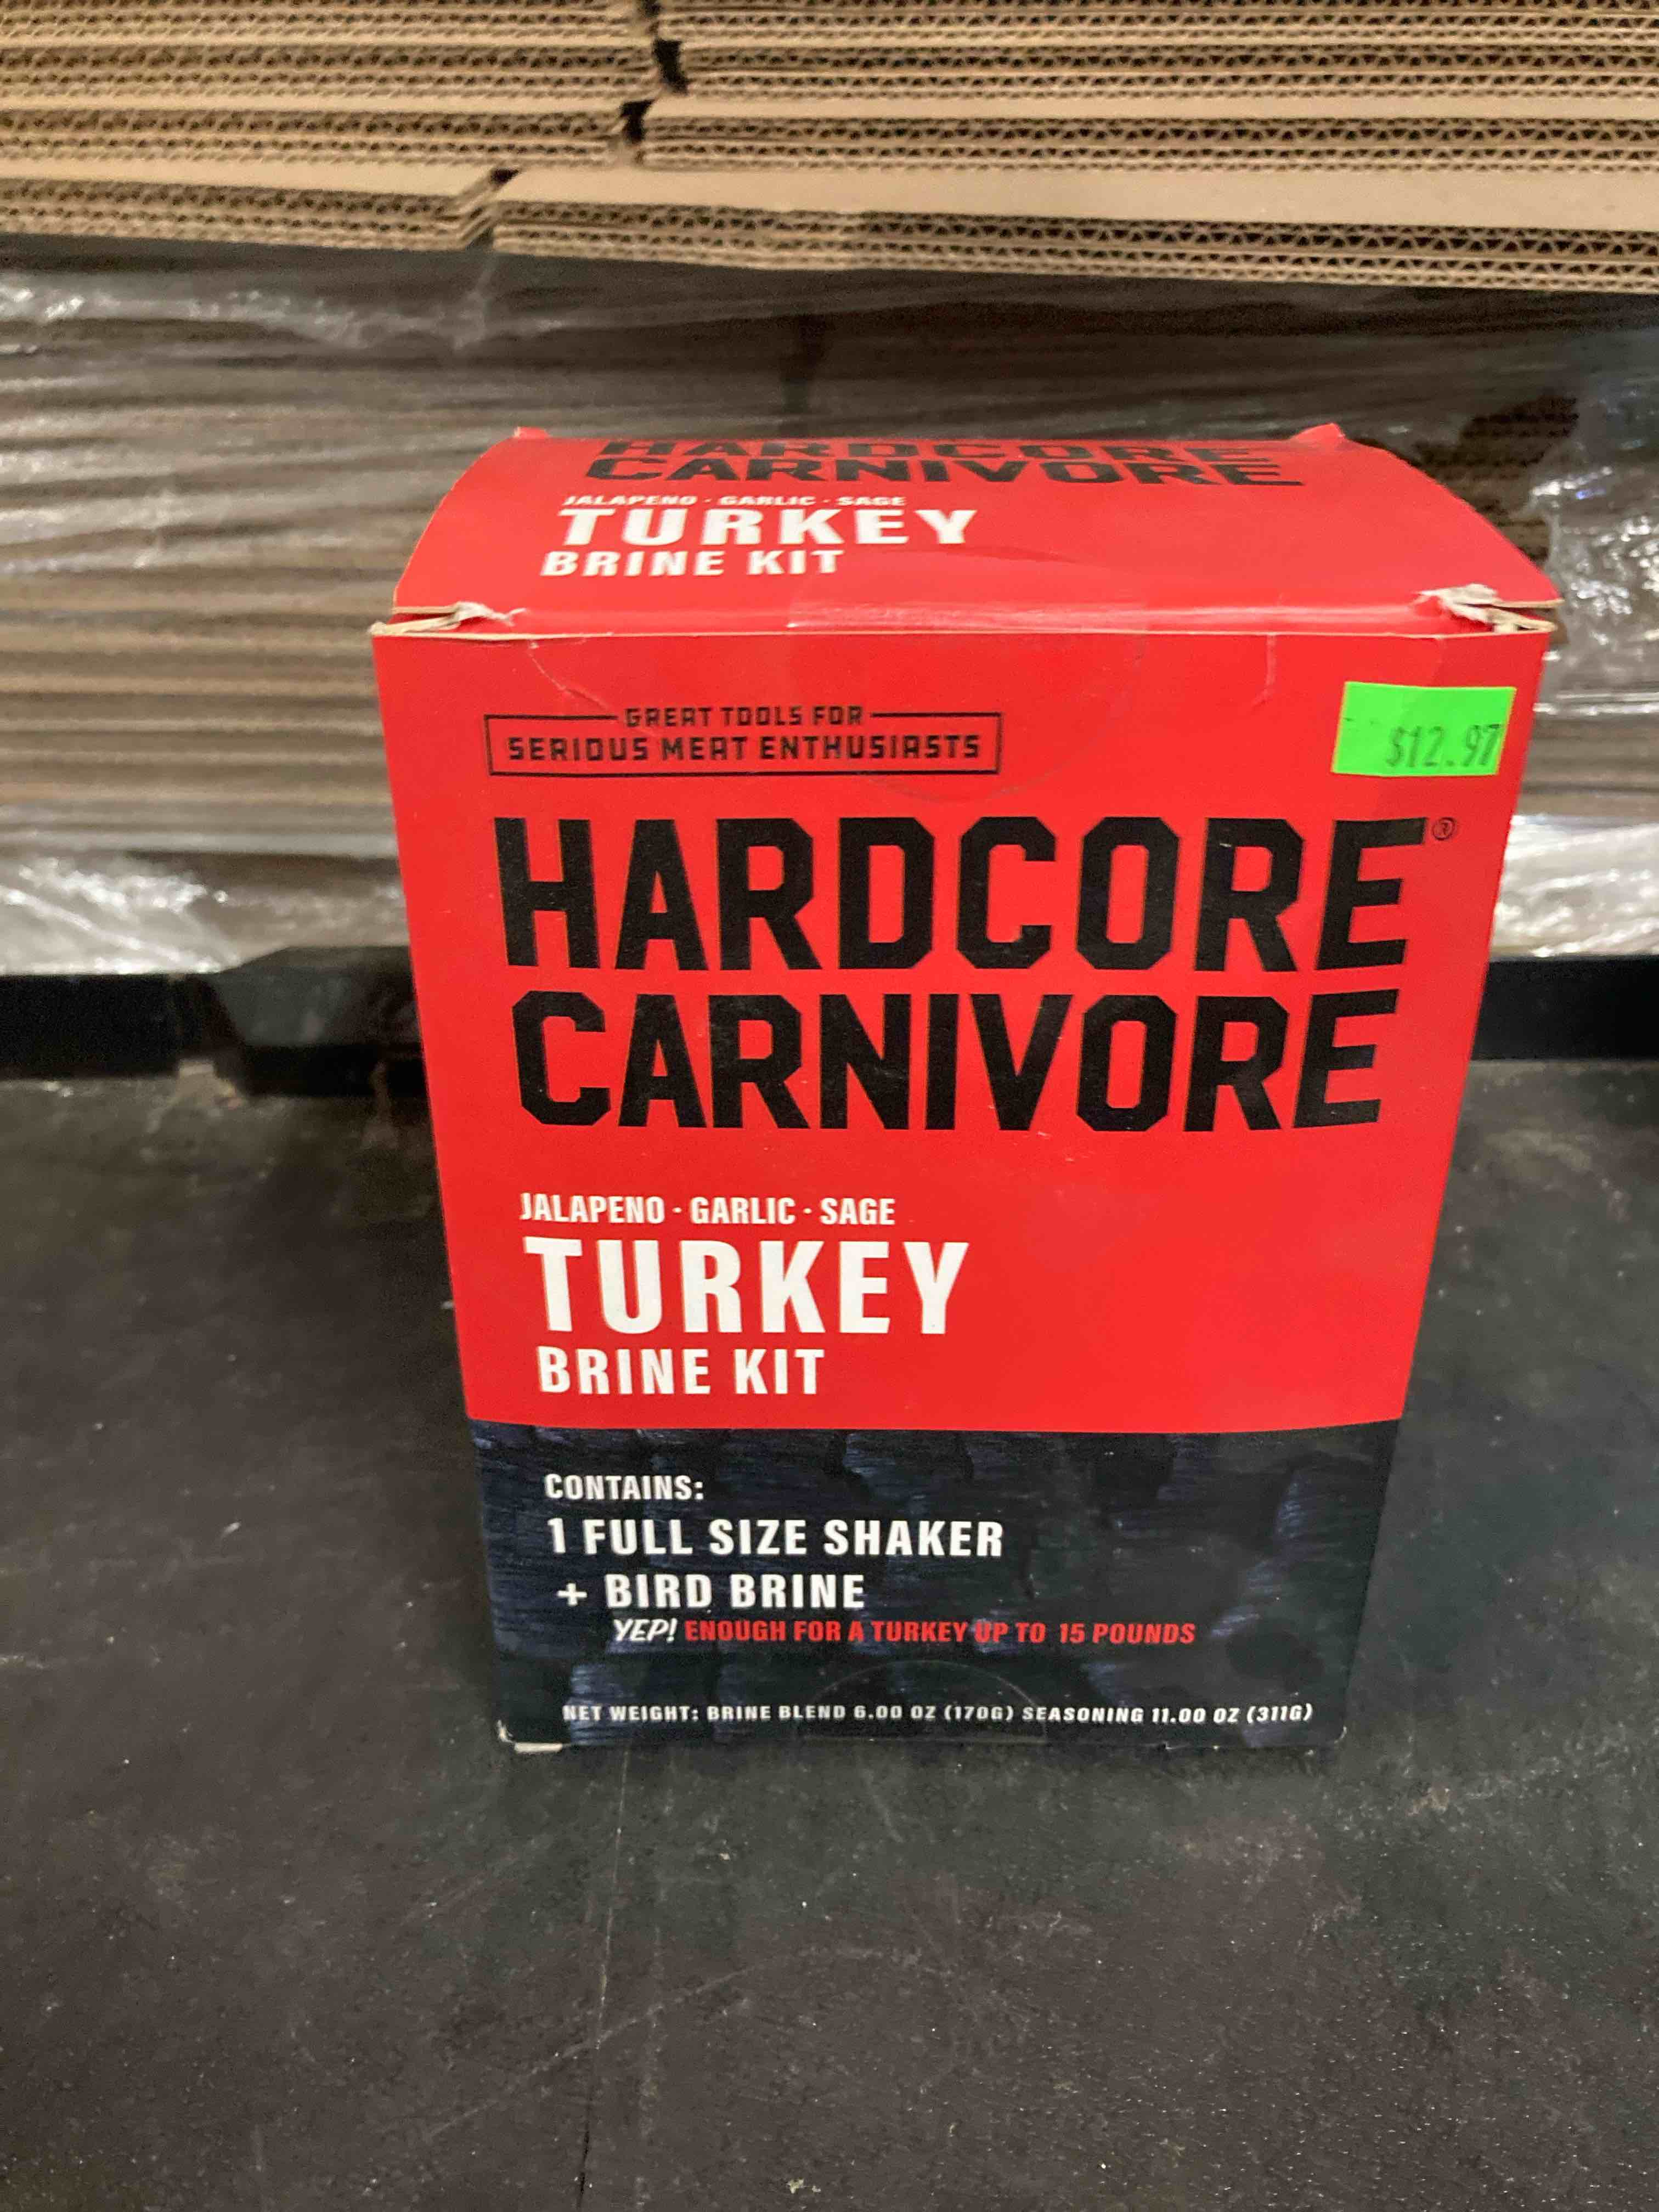 HARDCORE
CARNIVORE
JALAPENO · GARLIC · SAGE
TURKEY
BRINE KIT
GREAT TOOLS FOR
SERIOUS MEAT ENTHUSIASTS
$12.97
HARDCORE®
CARNIVORE
JALAPENO · GARLIC · SAGE
TURKEY
BRINE KIT
CONTAINS:
1 FULL SIZE SHAKER
+ BIRD BRINE
YEP! ENOUGH FOR A TURKEY UP TO 15 POUNDS
NET WEIGHT: BRINE BLEND 6.00 OZ (170G) SEASONING 11.00 OZ (311G)